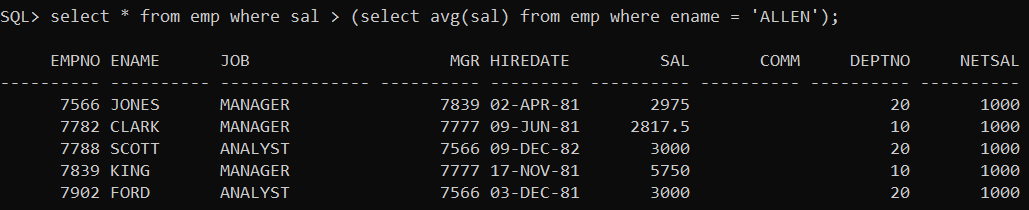 SQL> select * from emp where sal > (select avg(sal) from emp where ename = 'ALLEN');
EMPNO ENAME JOB MGR HIREDATE SAL COMM DEPTNO NETSAL
---------- ---------- --------------- ---------- --------- ---------- ---------- ---------- ----------
7566 JONES MANAGER 7839 02-APR-81 2975 20 1000
7782 CLARK MANAGER 7777 09-JUN-81 2817.5 10 1000
7788 SCOTT ANALYST 7566 09-DEC-82 3000 20 1000
7839 KING MANAGER 7777 17-NOV-81 5750 10 1000
7902 FORD ANALYST 7566 03-DEC-81 3000 20 1000